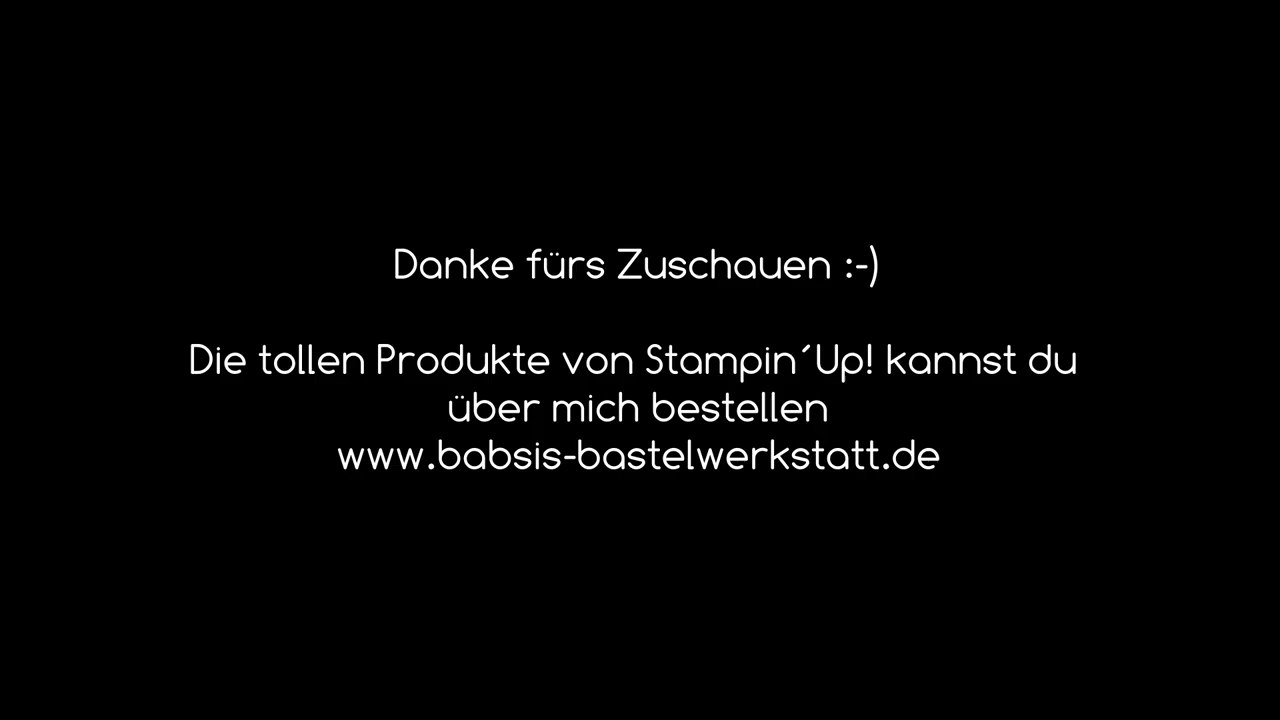 Danke fürs Zuschauen :-)
Die tollen Produkte von Stampin´Up! kannst du
über mich bestellen
www.babsis-bastelwerkstatt.de